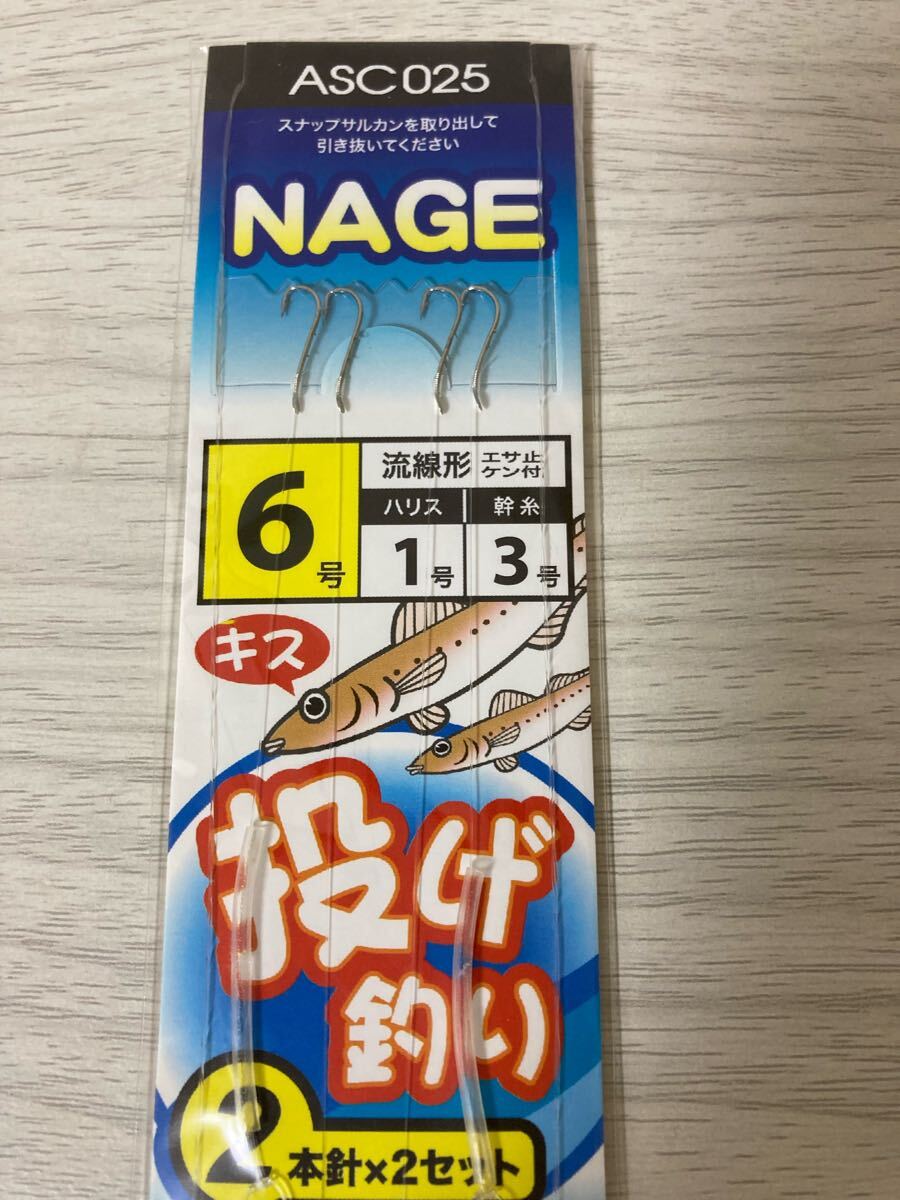 ASC025
スナップサルカンを取り出して
引き抜いてください
NAGE
6号
流線形 エサ止
ケン付
ハリス 幹糸
1号 3号
キス
投げ
釣り
2本針×2セット